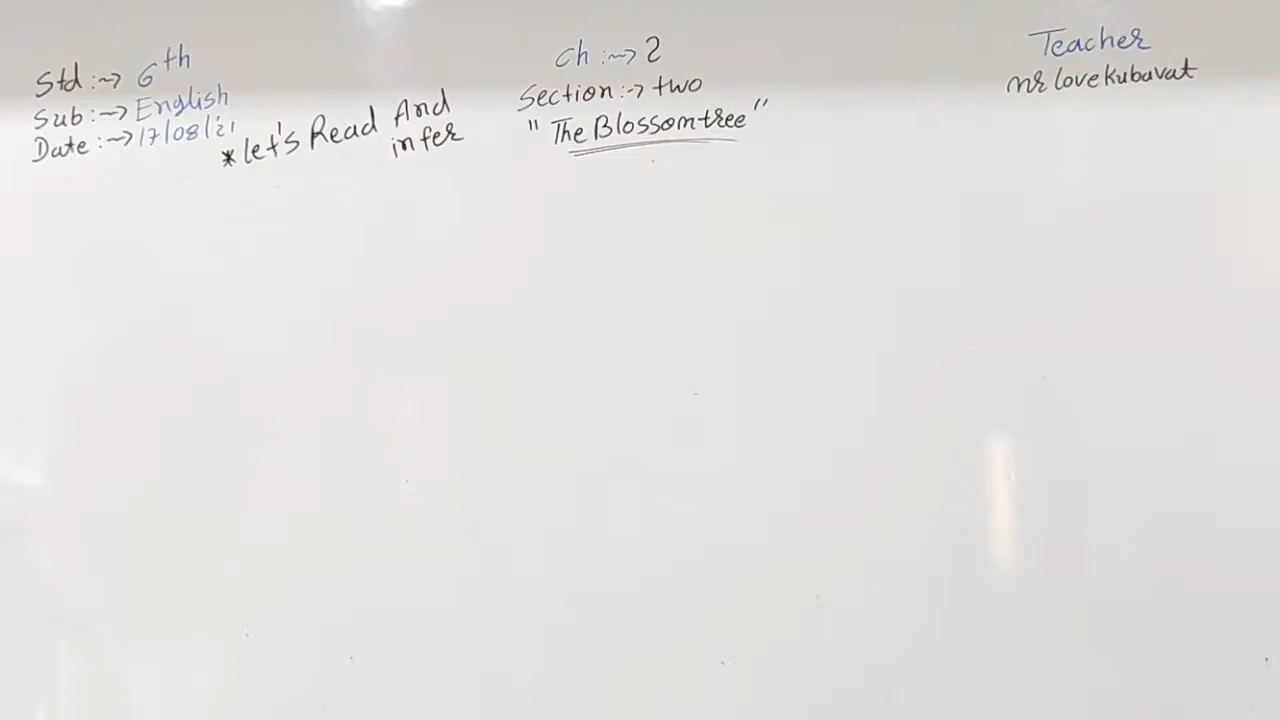 Std :~> 6th
Sub :~> English
Date :~> 17/08/21
*Let's Read And
infer
Ch :~> 2
Section :~> two
"The Blossom tree"
Teacher
mr love kubavat